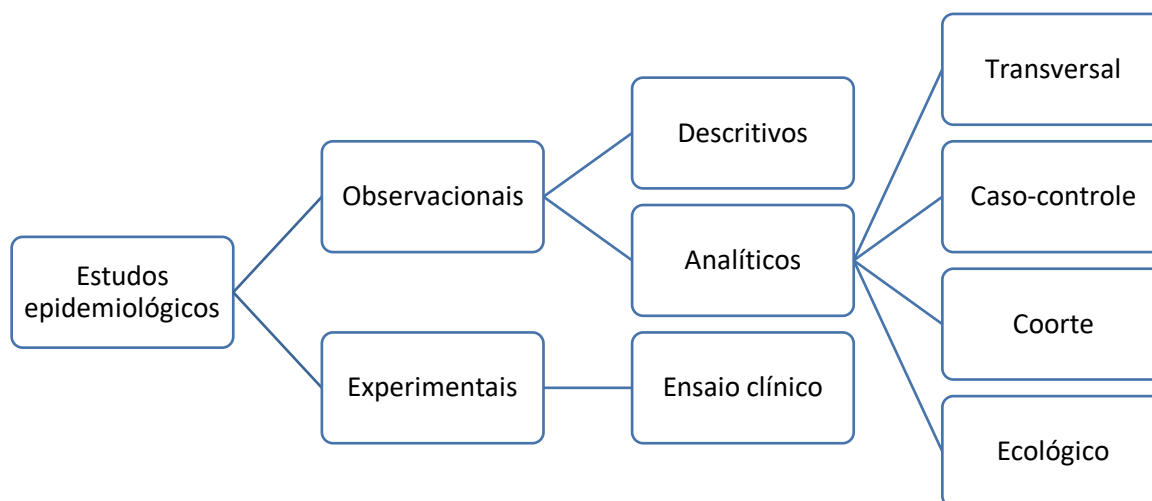 Estudos
epidemiológicos
Observacionais
Experimentais
Descritivos
Analíticos
Ensaio clínico
Transversal
Caso-controle
Coorte
Ecológico